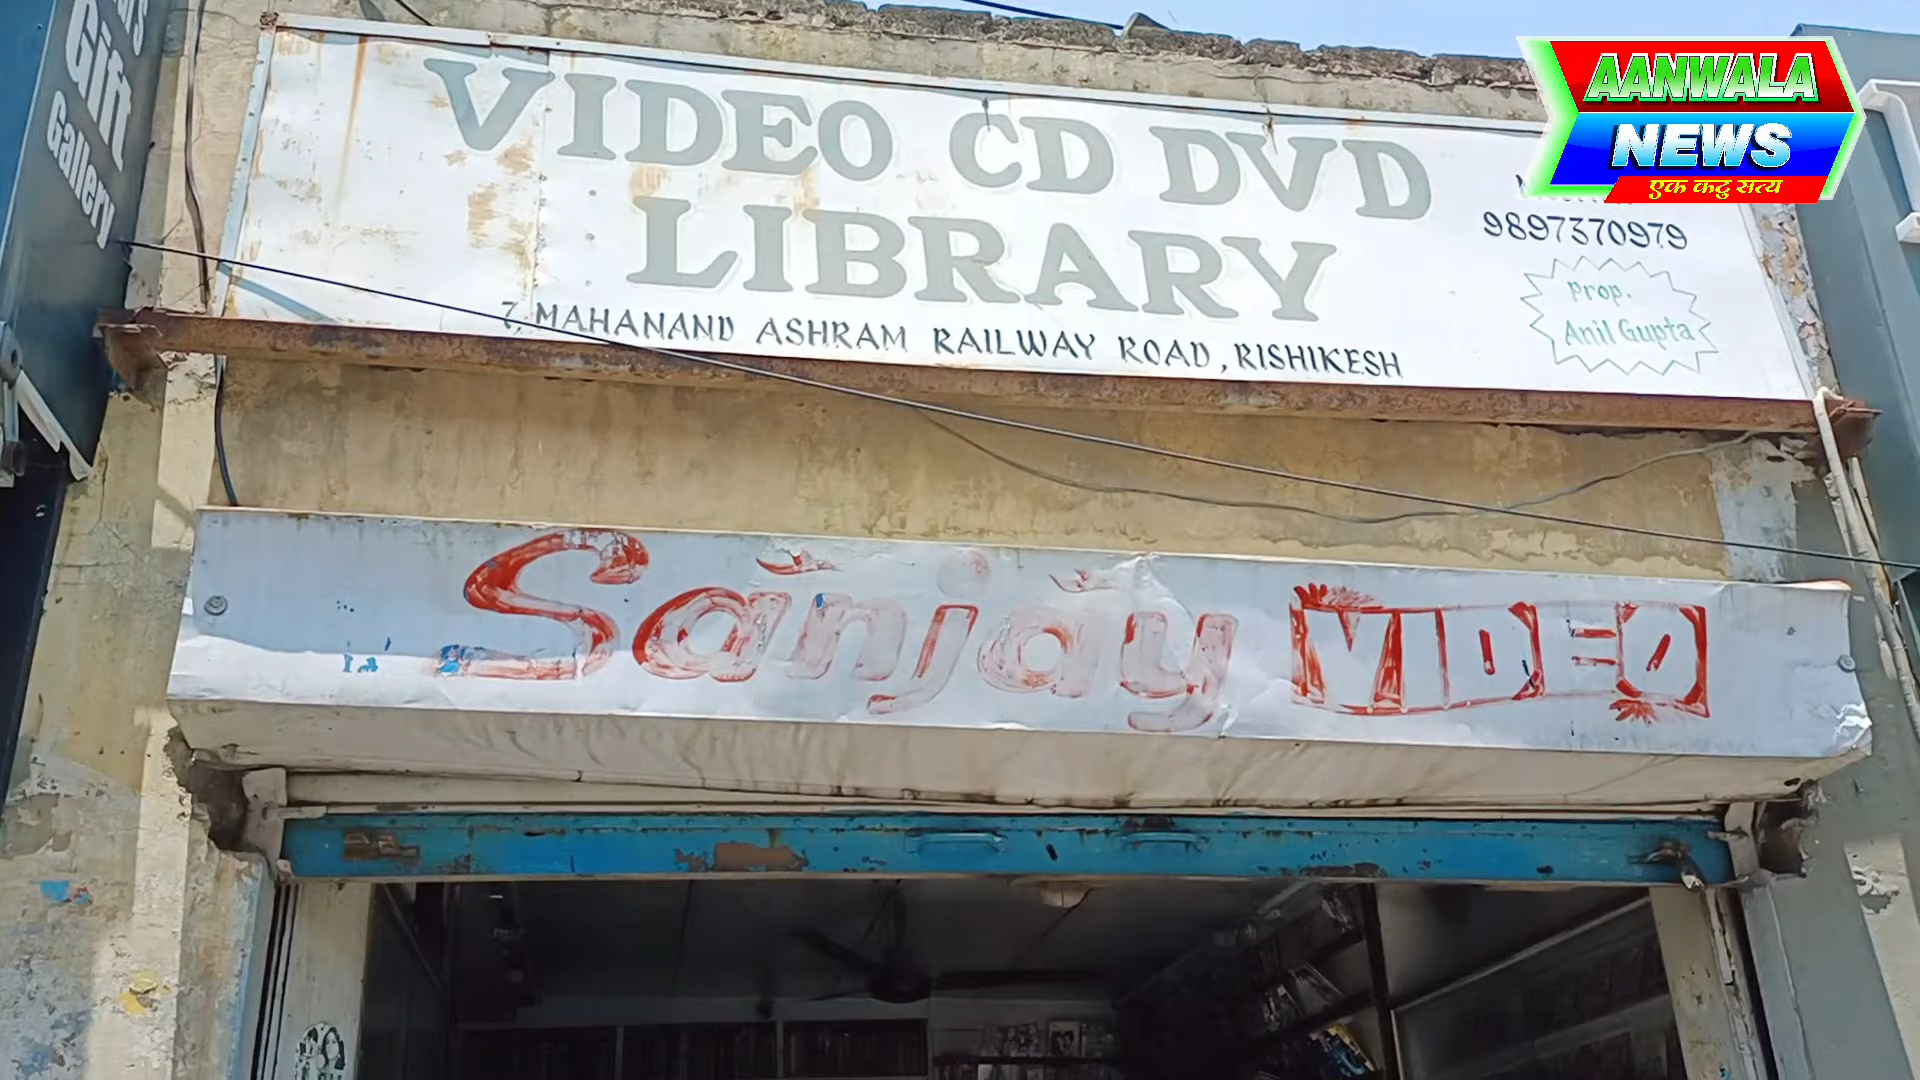 Gift
Gallery
VIDEO CD DVD
LIBRARY
7, MAHANAND ASHRAM RAILWAY ROAD, RISHIKESH
9897370979
Prop.
Anil Gupta
AANWALA
NEWS
एक कटु सत्य
Sanjay VIDEO